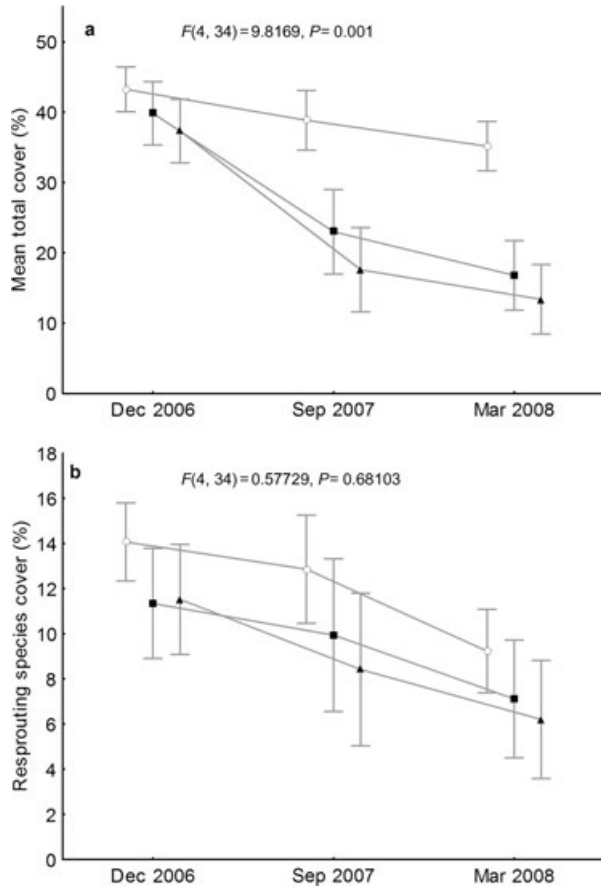 a
F(4, 34) = 9.8169, P = 0.001
Mean total cover (%)
50
40
30
20
10
0
Dec 2006 Sep 2007 Mar 2008
b
F(4, 34) = 0.57729, P = 0.68103
Resprouting species cover (%)
18
16
14
12
10
8
6
4
2
0
Dec 2006 Sep 2007 Mar 2008